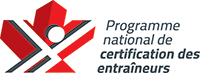 Programme
national de
certification des
entraîneurs